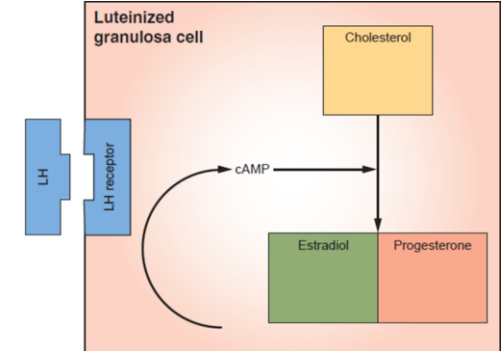 Luteinized
granulosa cell
Cholesterol
LH
LH receptor
cAMP
Estradiol
Progesterone